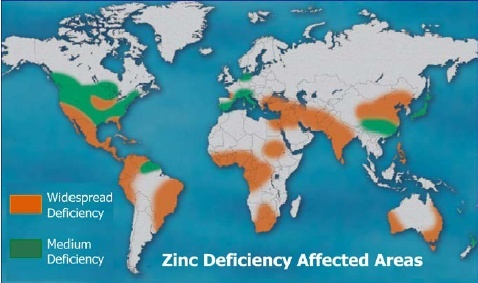 Widespread
Deficiency
Medium
Deficiency
Zinc Deficiency Affected Areas